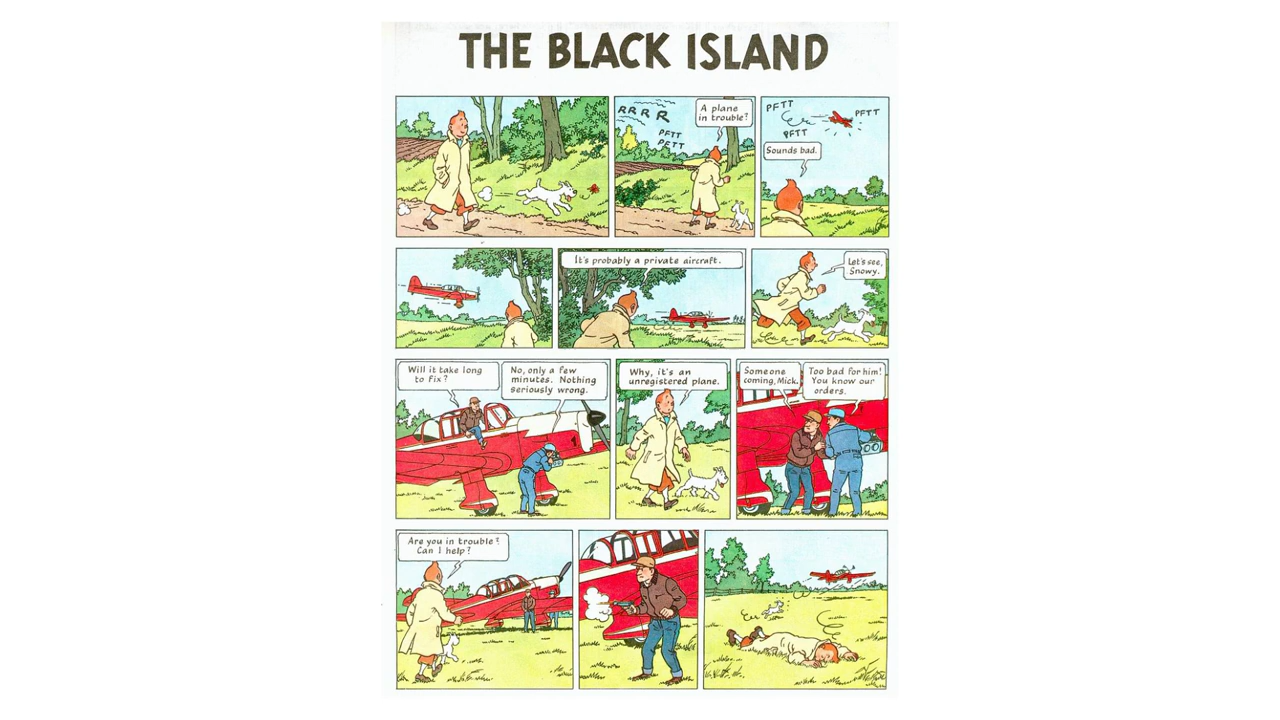 THE BLACK ISLAND
RRRR
PFTT
PFTT
A plane
in trouble?
PFTT
PFTT
PFTT
Sounds bad.
It's probably a private aircraft.
Let's see,
Snowy.
Will it take long
to fix?
No, only a few
minutes. Nothing
seriously wrong.
1
Why, it's an
unregistered plane.
Someone
coming, Mick.
Too bad for him!
You know our
orders.
Are you in trouble?
Can I help?